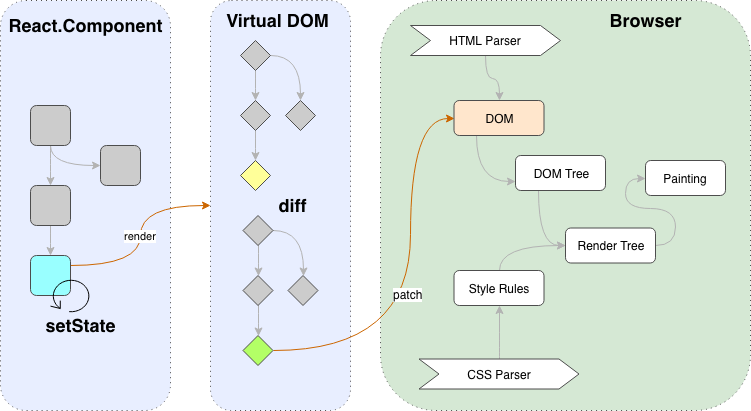 React.Component
render
setState
Virtual DOM
diff
patch
Browser
HTML Parser
DOM
DOM Tree
Painting
Render Tree
Style Rules
CSS Parser